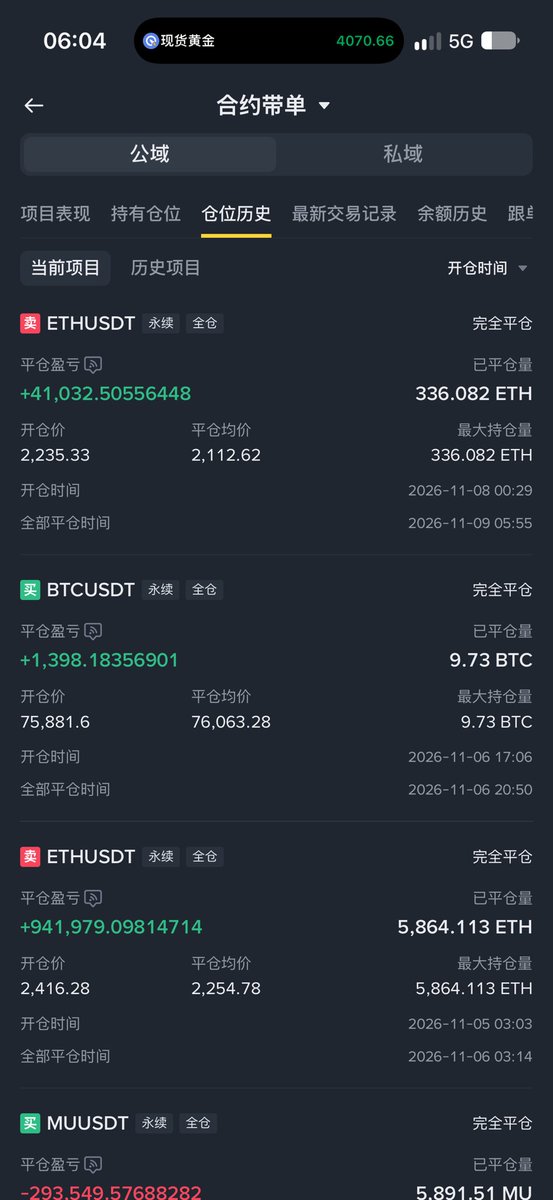 06:04 现货黄金 4070.66 5G
合约带单
公域 私域
项目表现 持有仓位 仓位历史 最新交易记录 余额历史 跟单
当前项目 历史项目 开仓时间
卖 ETHUSDT 永续 全仓 完全平仓
平仓盈亏 已平仓量
+41,032.50556448 336.082 ETH
开仓价 平仓均价 最大持仓量
2,235.33 2,112.62 336.082 ETH
开仓时间 2026-11-08 00:29
全部平仓时间 2026-11-09 05:55
买 BTCUSDT 永续 全仓 完全平仓
平仓盈亏 已平仓量
+1,398.18356901 9.73 BTC
开仓价 平仓均价 最大持仓量
75,881.6 76,063.28 9.73 BTC
开仓时间 2026-11-06 17:06
全部平仓时间 2026-11-06 20:50
卖 ETHUSDT 永续 全仓 完全平仓
平仓盈亏 已平仓量
+941,979.09814714 5,864.113 ETH
开仓价 平仓均价 最大持仓量
2,416.28 2,254.78 5,864.113 ETH
开仓时间 2026-11-05 03:03
全部平仓时间 2026-11-06 03:14
买 MUUSDT 永续 全仓 完全平仓
平仓盈亏 已平仓量
-293,549.57688282 5,891.51 MU